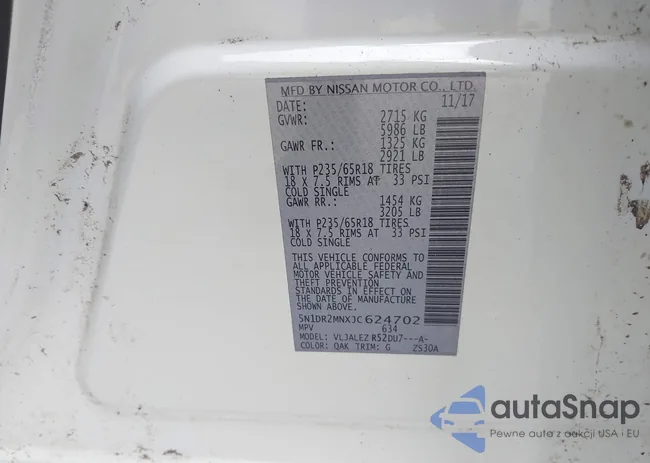 MFD BY NISSAN MOTOR CO., LTD.
DATE: 11/17
GVWR: 2715 KG
5986 LB
GAWR FR.: 1325 KG
2921 LB
WITH P235/65R18 TIRES
18 X 7.5 RIMS AT 33 PSI
COLD SINGLE
GAWR RR.: 1454 KG
3205 LB
WITH P235/65R18 TIRES
18 X 7.5 RIMS AT 33 PSI
COLD SINGLE
THIS VEHICLE CONFORMS TO
ALL APPLICABLE FEDERAL
MOTOR VEHICLE SAFETY AND
THEFT PREVENTION
STANDARDS IN EFFECT ON
THE DATE OF MANUFACTURE
SHOWN ABOVE.
5N1DR2MNXJC624702
MPV 634
MODEL: VLJALEZ R52DU7---A-
COLOR: QAK TRIM: G ZS30A
autaSnap
Pewne auta z aukcji USA i EU